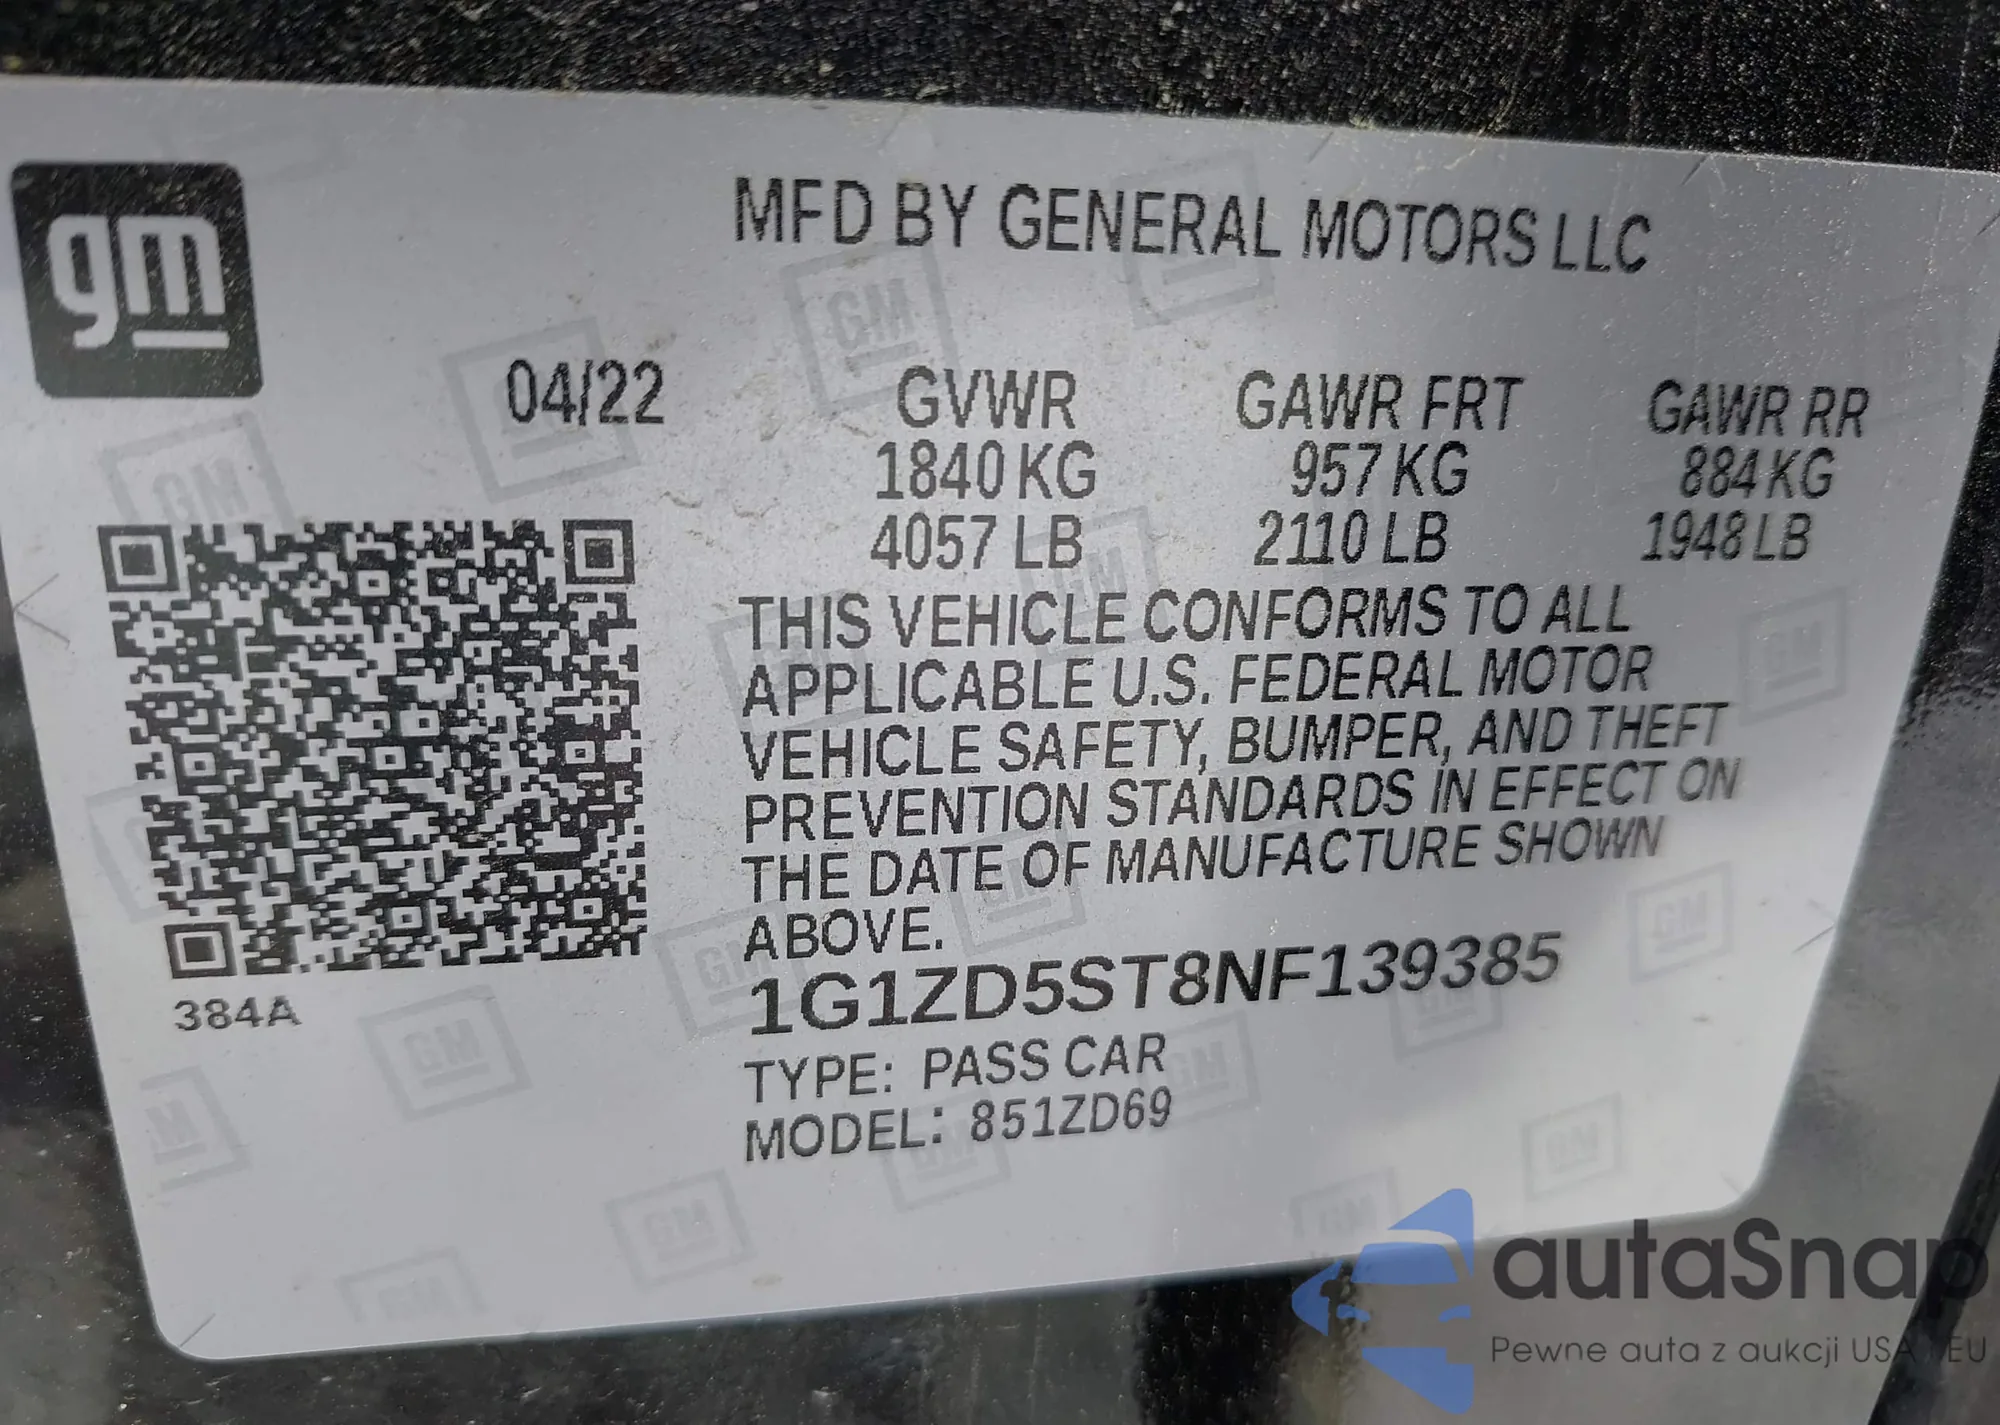 gm
MFD BY GENERAL MOTORS LLC
04/22 GVWR GAWR FRT GAWR RR
1840 KG 957 KG 884 KG
4057 LB 2110 LB 1948 LB
THIS VEHICLE CONFORMS TO ALL
APPLICABLE U.S. FEDERAL MOTOR
VEHICLE SAFETY, BUMPER, AND THEFT
PREVENTION STANDARDS IN EFFECT ON
THE DATE OF MANUFACTURE SHOWN
ABOVE.
1G1ZD5ST8NF139385
384A
TYPE: PASS CAR
MODEL: 851ZD69
autaSnap
Pewne auta z aukcji USA EU